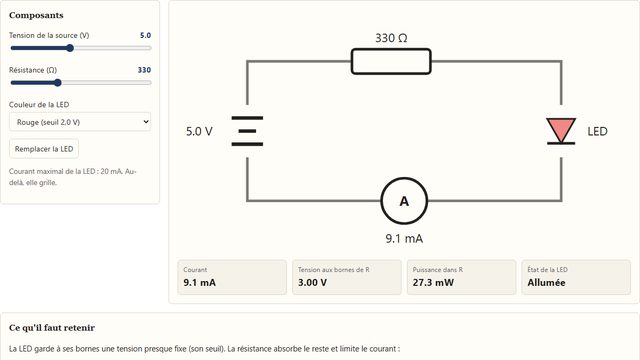 Composants
Tension de la source (V) 5.0
Résistance (Ω) 330
Couleur de la LED
Rouge (seuil 2,0 V)
Remplacer la LED
Courant maximal de la LED : 20 mA. Au-
delà, elle grille.
330 Ω
5.0 V
LED
A
9.1 mA
Courant
9.1 mA
Tension aux bornes de R
3.00 V
Puissance dans R
27.3 mW
État de la LED
Allumée
Ce qu'il faut retenir
La LED garde à ses bornes une tension presque fixe (son seuil). La résistance absorbe le reste et limite le courant :